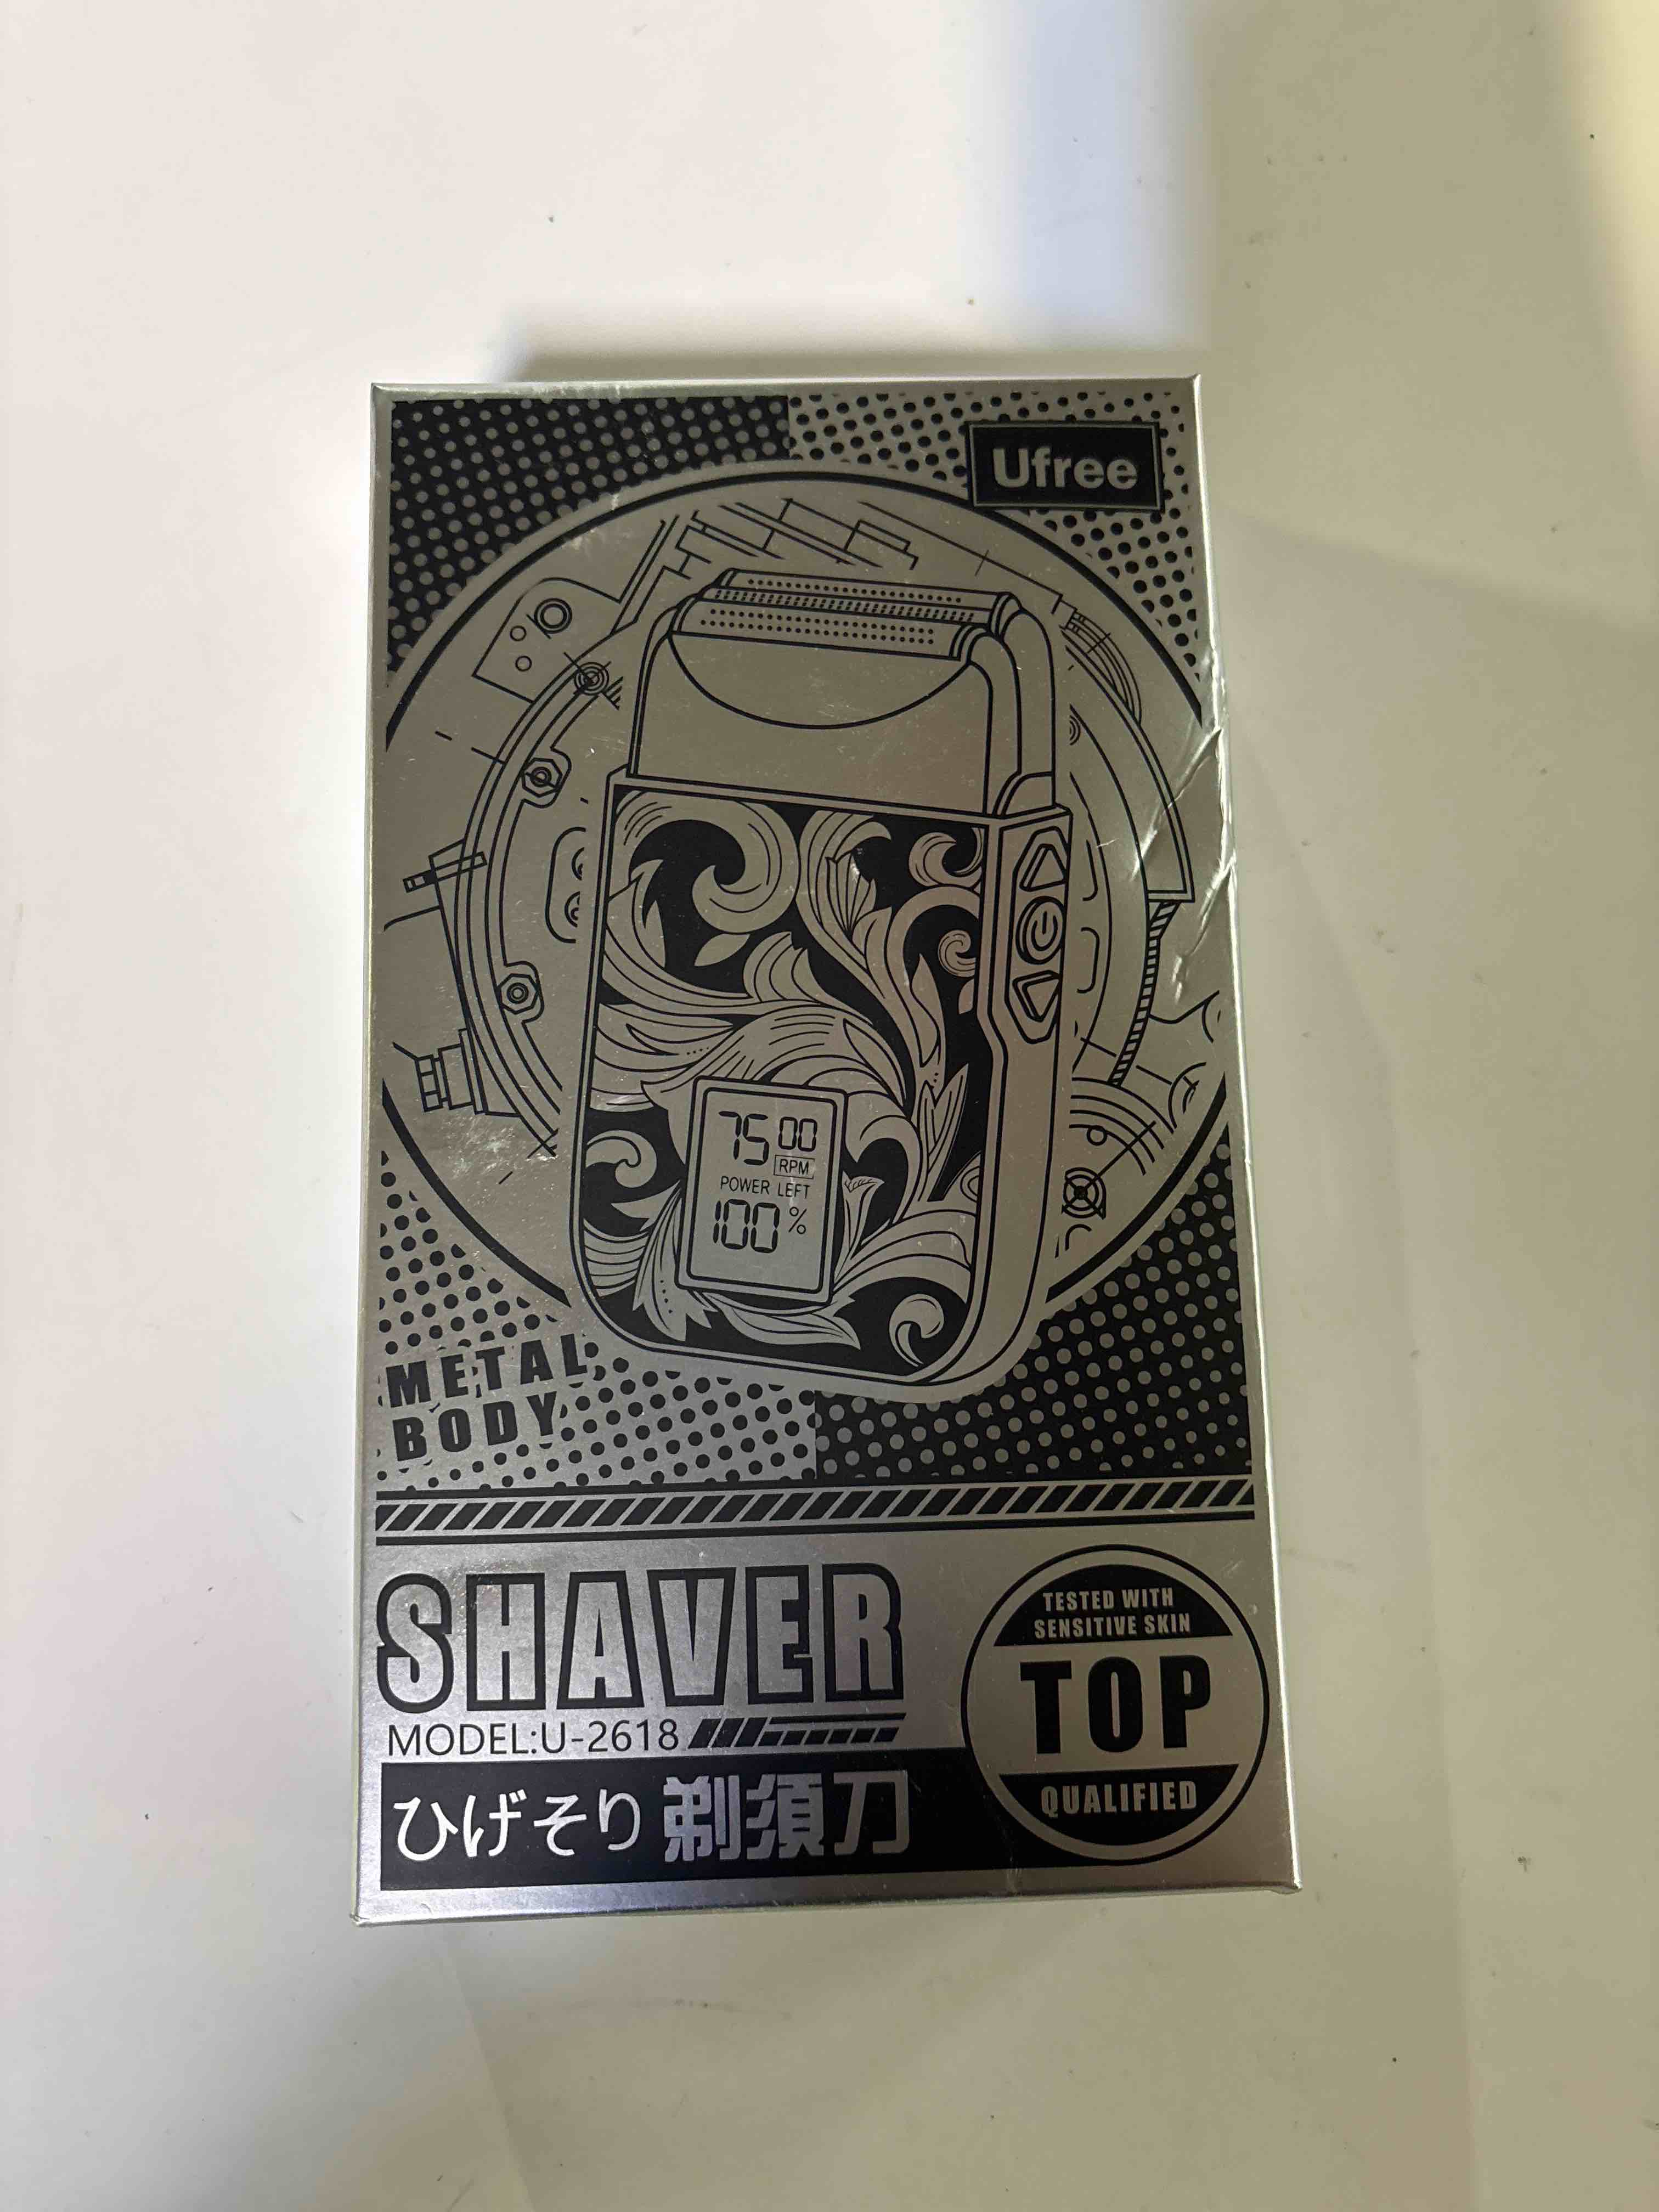 Ufree
75 00
RPM
POWER LEFT
100 %
METAL
BODY
SHAVER
MODEL:U-2618
ひげそり 剃須刀
TESTED WITH
SENSITIVE SKIN
TOP
QUALIFIED